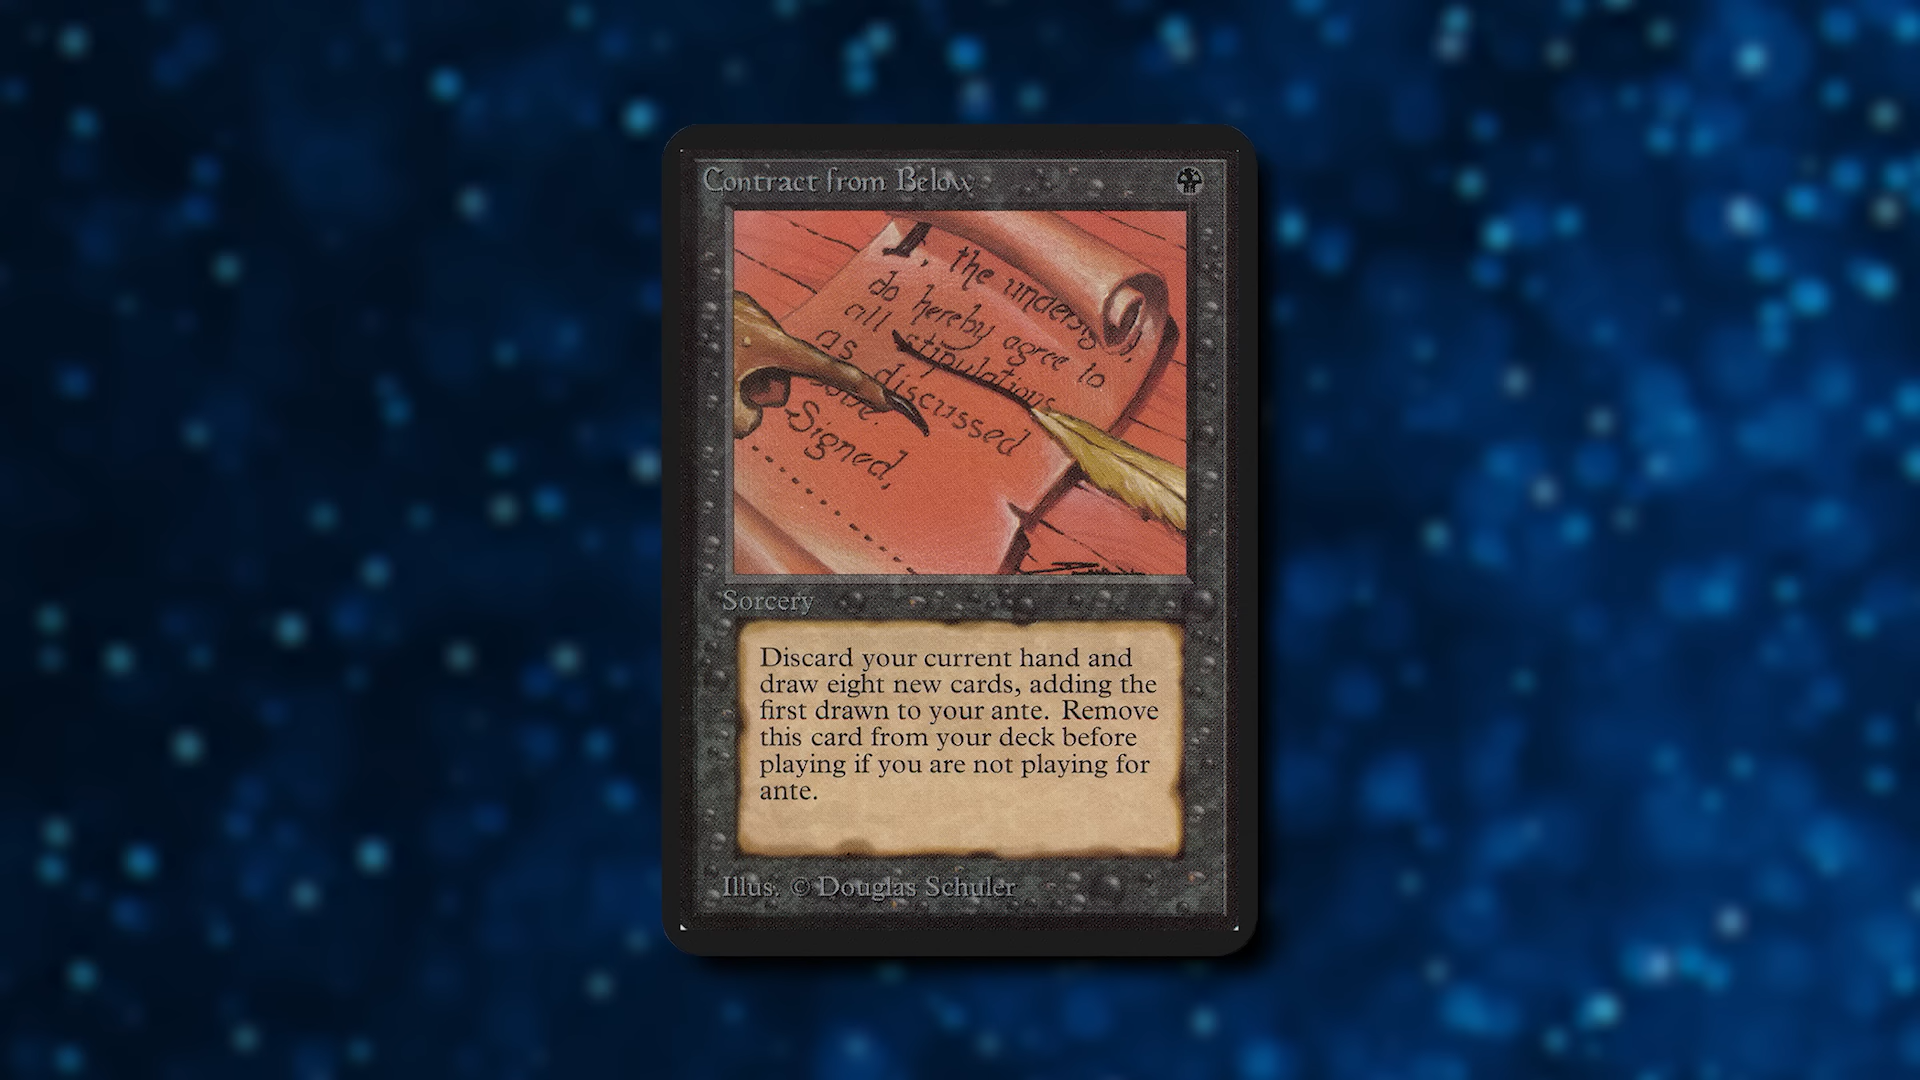 Contract from Below
I, the undersig d,
do hereby agree to
all stipulations
as discussed
Signed,
Sorcery
Discard your current hand and
draw eight new cards, adding the
first drawn to your ante. Remove
this card from your deck before
playing if you are not playing for
ante.
Illus. © Douglas Schuler